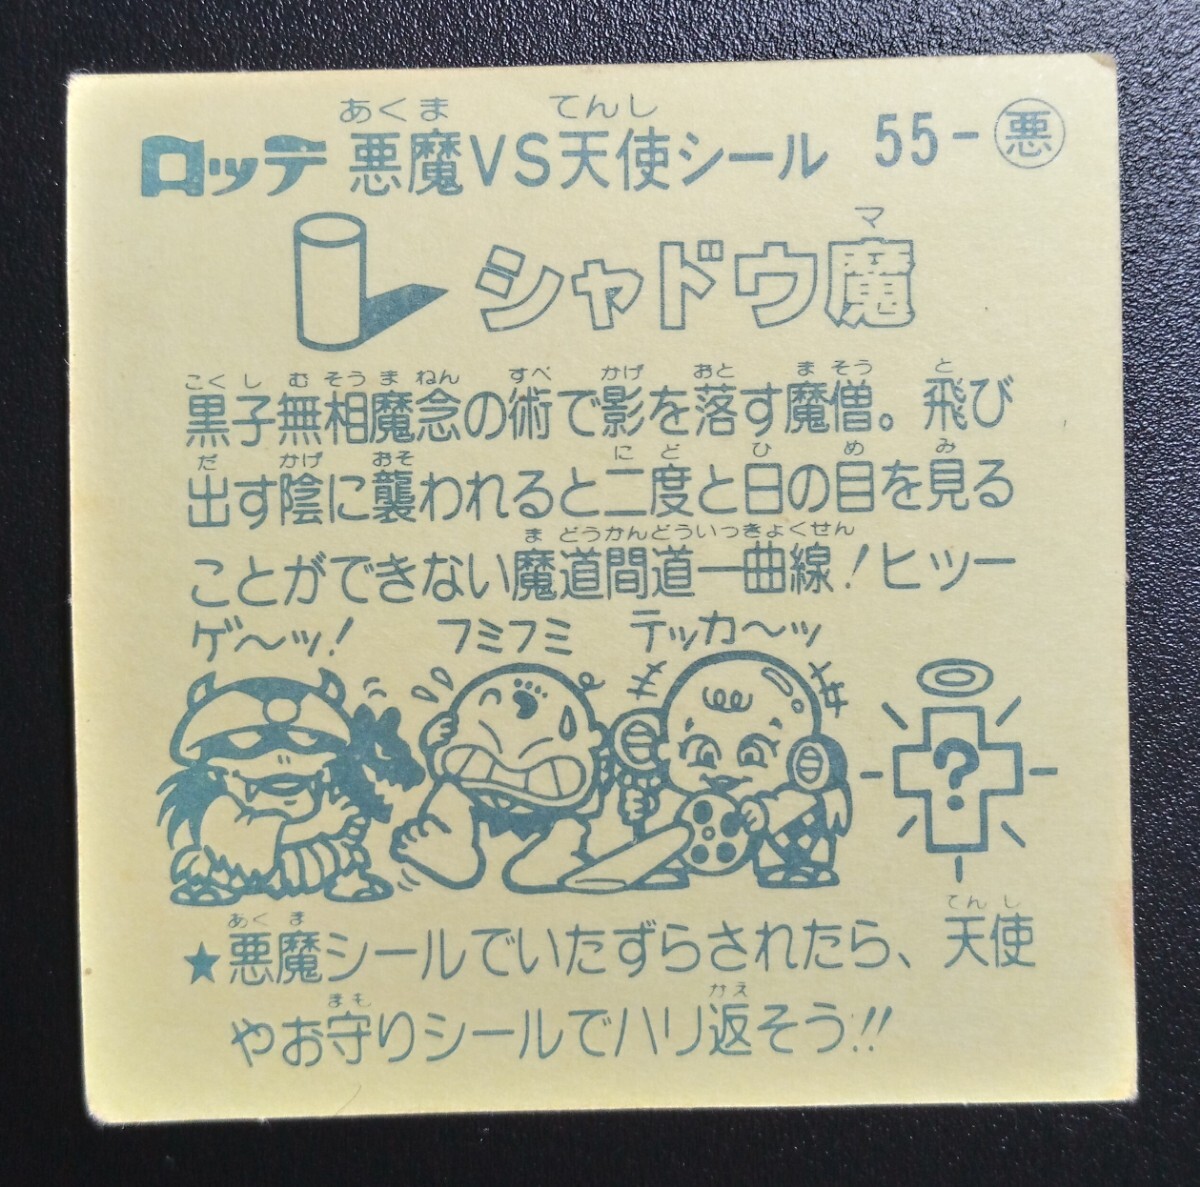 ロッテ 悪魔VS天使シール 55-悪
あくま てんし
シャドウ魔
マ
こくしむそうまねん すべ かげ おと まそう と
黒子無相魔念の術で影を落す魔僧。飛び
だ かげ おそ にど ひ め み
出す陰に襲われると二度と日の目を見る
まどうかんどういっきょくせん
ことができない魔道間道一曲線!ヒッー
ゲ〜ッ! フミフミ テッカ〜ッ
?
あくま てんし
★悪魔シールでいたずらされたら、天使
まも かえ
やお守りシールでハリ返そう!!